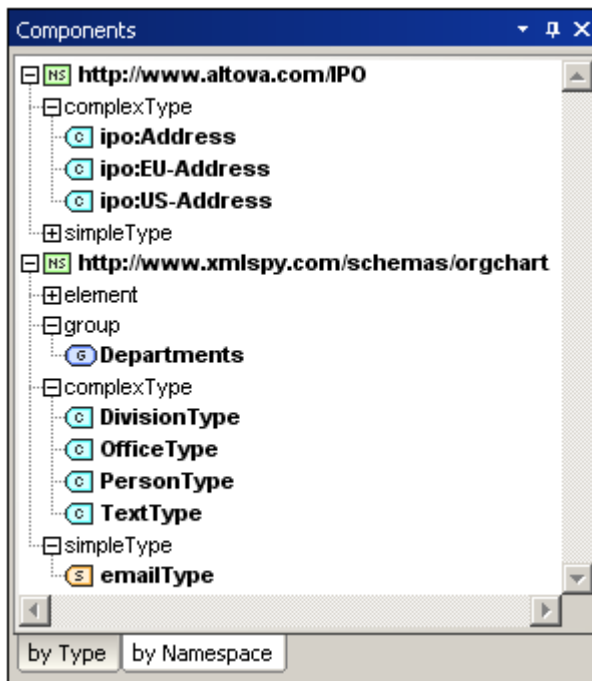 Components
NS http://www.altova.com/IPO
complexType
C ipo:Address
C ipo:EU-Address
C ipo:US-Address
simpleType
NS http://www.xmlspy.com/schemas/orgchart
element
group
G Departments
complexType
C DivisionType
C OfficeType
C PersonType
C TextType
simpleType
S emailType
by Type by Namespace